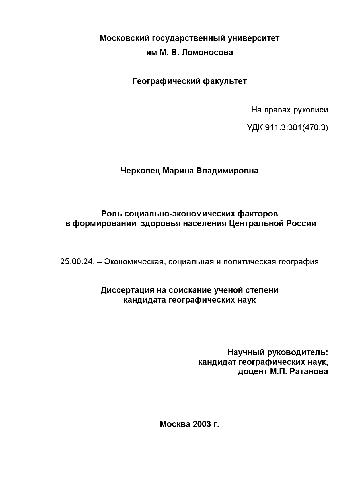 Московский государственный университет
им М. В. Ломоносова
Географический факультет
На правах рукописи
УДК 911.3:301(470.3)
Черковец Марина Владимировна
Роль социально-экономических факторов
в формировании здоровья населения Центральной России
25.00.24. – Экономическая, социальная и политическая география
Диссертация на соискание ученой степени
кандидата географических наук
Научный руководитель:
кандидат географических наук,
доцент М.П. Ратанова
Москва 2003 г.